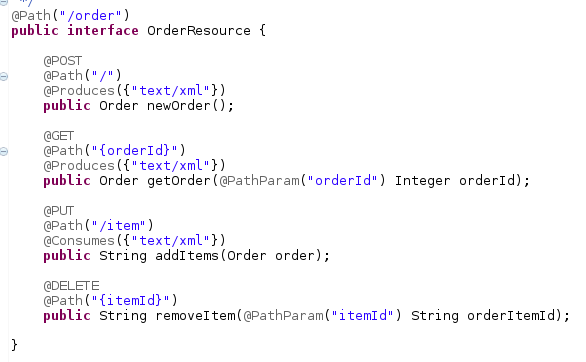 */
@Path("/order")
public interface OrderResource {
@POST
@Path("/")
@Produces({"text/xml"})
public Order newOrder();
@GET
@Path("{orderId}")
@Produces({"text/xml"})
public Order getOrder(@PathParam("orderId") Integer orderId);
@PUT
@Path("/item")
@Consumes({"text/xml"})
public String addItems(Order order);
@DELETE
@Path("{itemId}")
public String removeItem(@PathParam("itemId") String orderItemId);
}